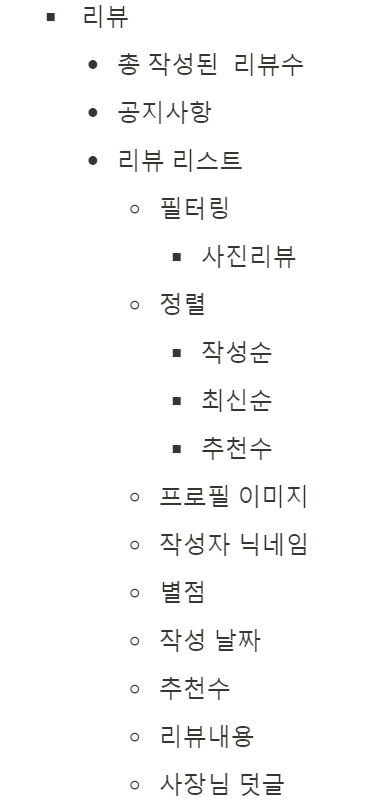 리뷰
총 작성된  리뷰수
공지사항
리뷰 리스트
필터링
사진리뷰
정렬
작성순
최신순
추천수
프로필 이미지
작성자 닉네임
별점
작성 날짜
추천수
리뷰내용
사장님 덧글